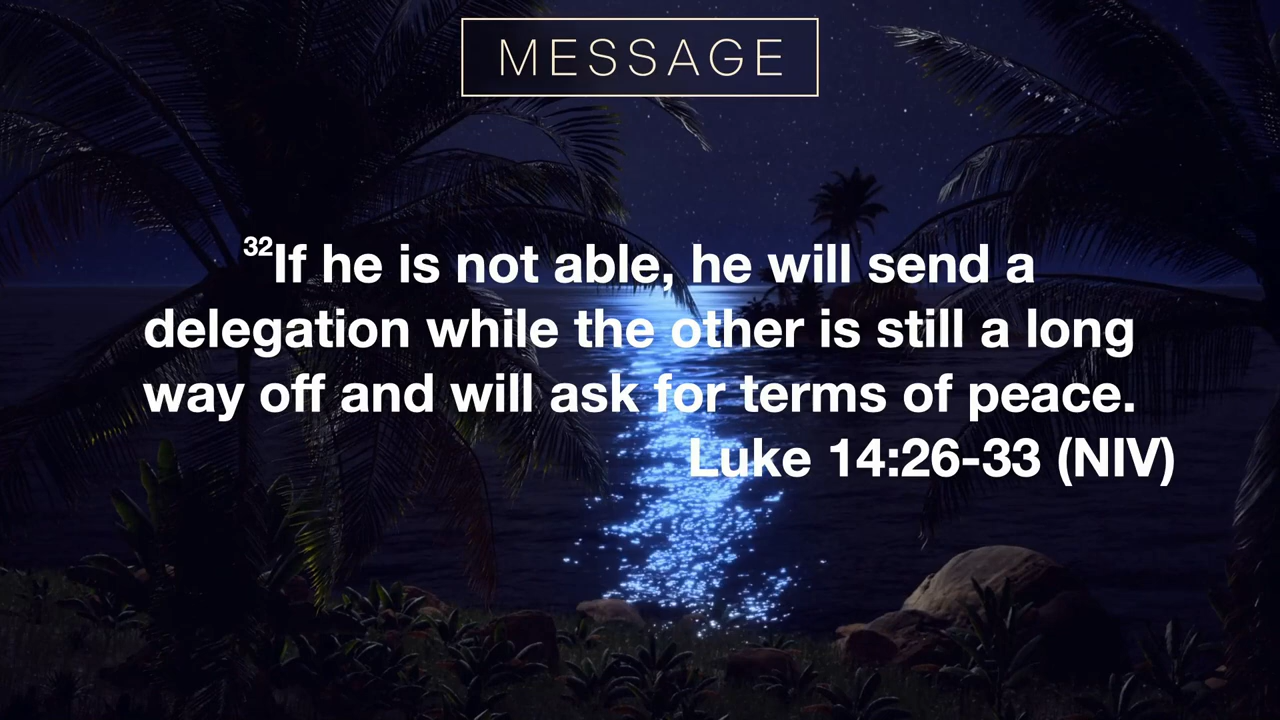 MESSAGE
³²If he is not able, he will send a
delegation while the other is still a long
way off and will ask for terms of peace.
Luke 14:26-33 (NIV)